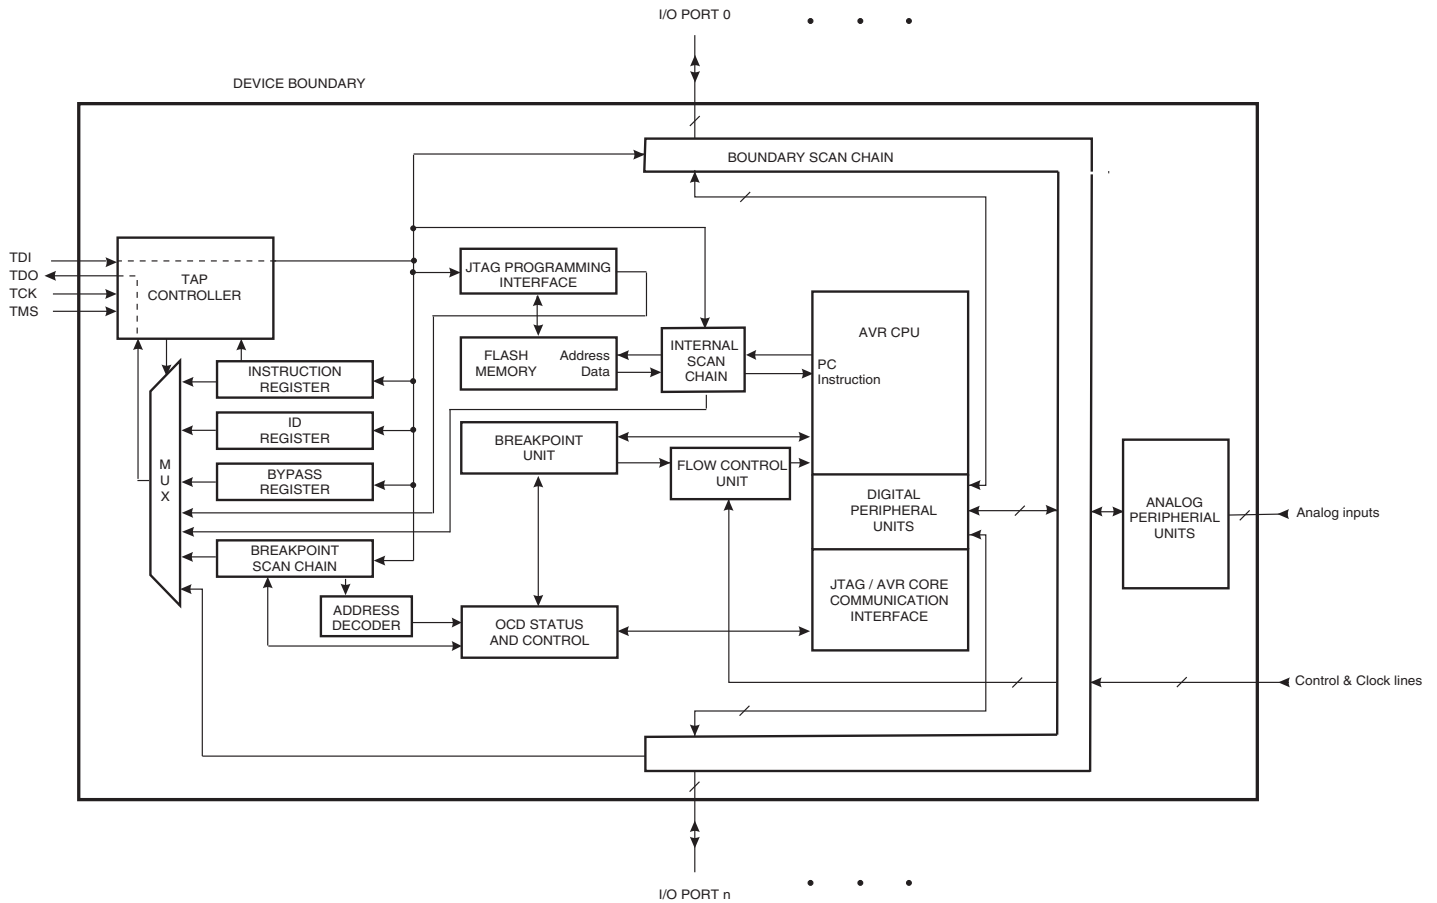 I/O PORT 0
DEVICE BOUNDARY
BOUNDARY SCAN CHAIN
TDI
TDO
TCK
TMS
TAP
CONTROLLER
JTAG PROGRAMMING
INTERFACE
AVR CPU
FLASH
MEMORY
Address
Data
INTERNAL
SCAN
CHAIN
PC
Instruction
INSTRUCTION
REGISTER
ID
REGISTER
M
U
X
BYPASS
REGISTER
BREAKPOINT
UNIT
FLOW CONTROL
UNIT
DIGITAL
PERIPHERAL
UNITS
ANALOG
PERIPHERIAL
UNITS
Analog inputs
BREAKPOINT
SCAN CHAIN
ADDRESS
DECODER
OCD STATUS
AND CONTROL
JTAG / AVR CORE
COMMUNICATION
INTERFACE
Control & Clock lines
I/O PORT n